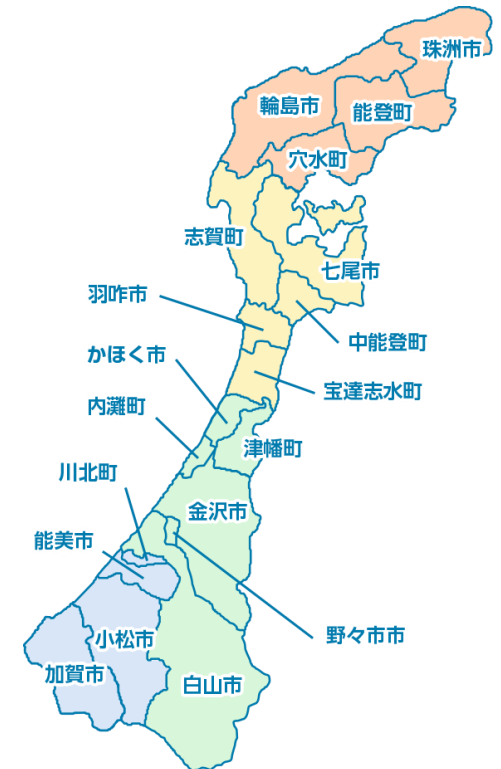 珠洲市
輪島市
能登町
穴水町
志賀町
七尾市
羽咋市
中能登町
かほく市
宝達志水町
内灘町
津幡町
川北町
金沢市
能美市
野々市市
小松市
加賀市
白山市